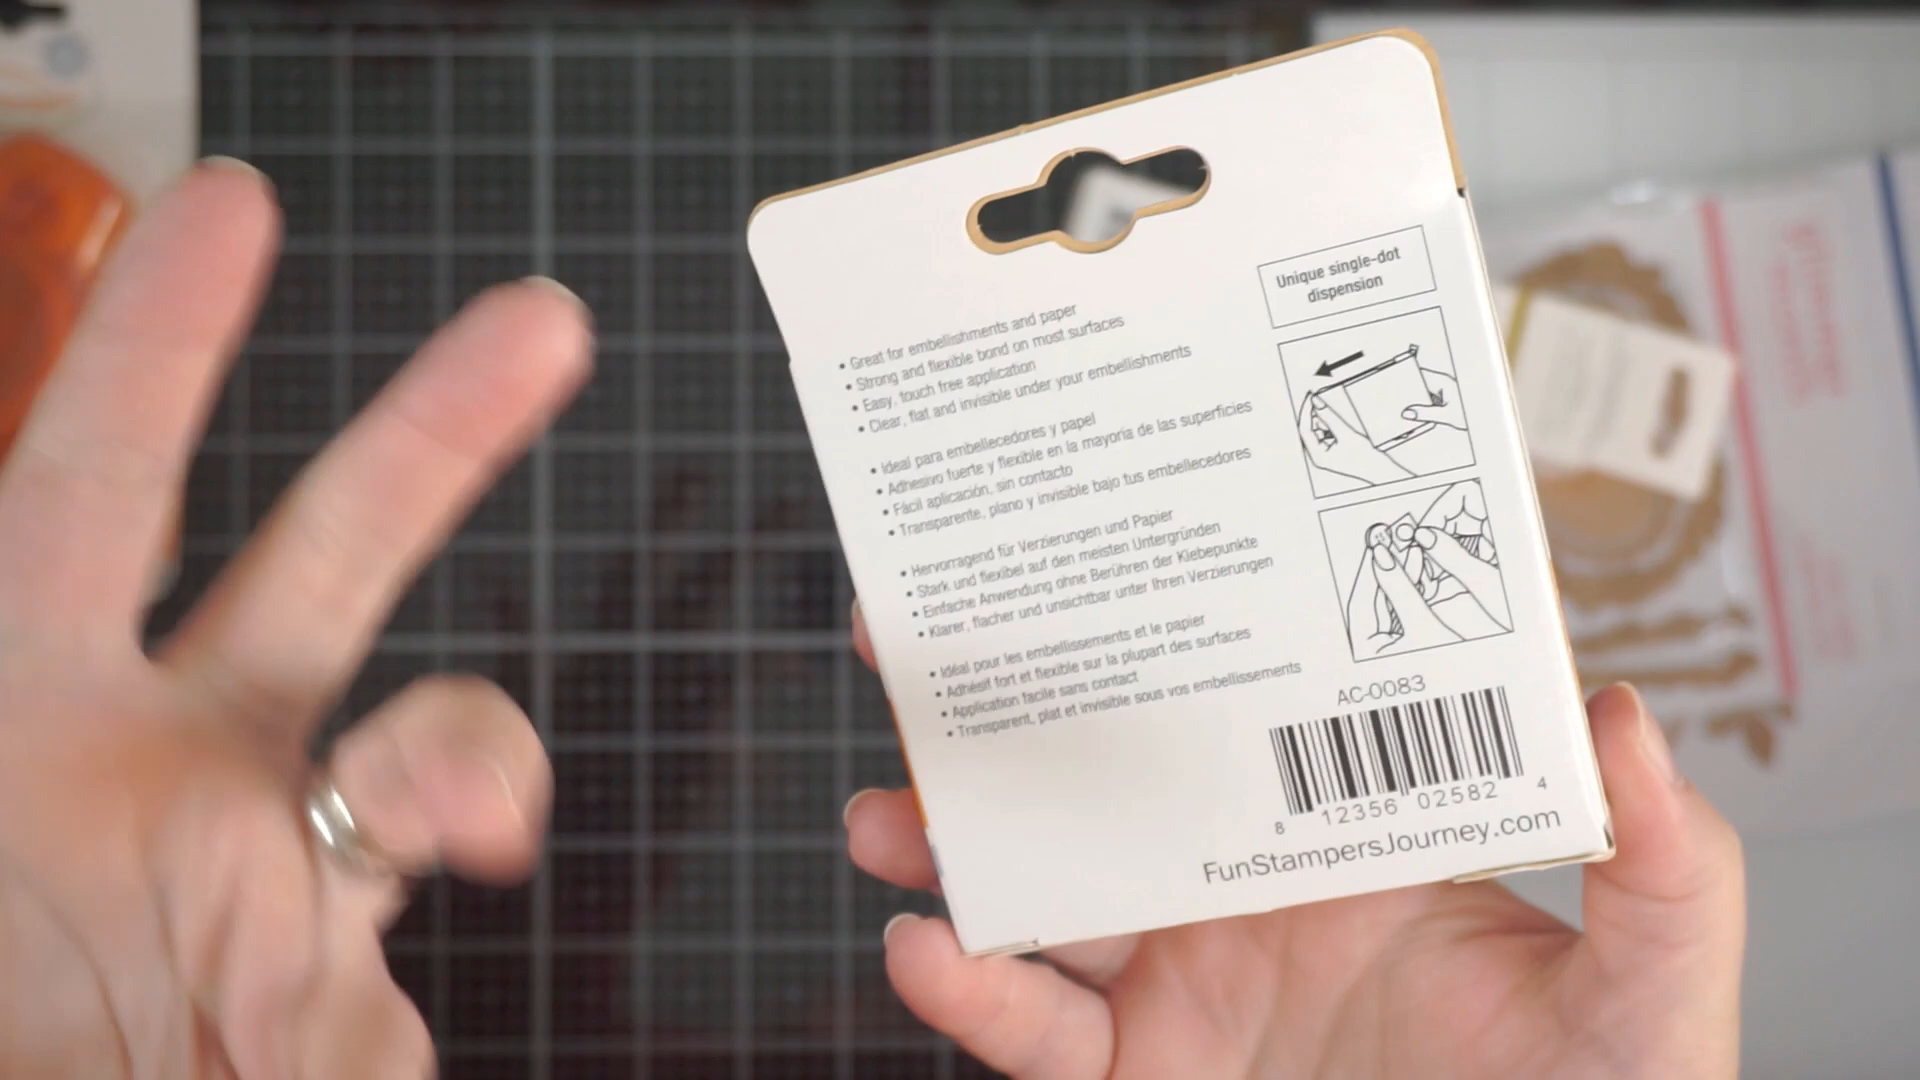 Unique single-dot
dispension
• Great for embellishments and paper
• Strong and flexible bond on most surfaces
• Easy, touch free application
• Clear, flat and invisible under your embellishments
• Ideal para embellecedores y papel
• Adhesivo fuerte y flexible en la mayoría de las superficies
• Fácil aplicación, sin contacto
• Transparente, plano y invisible bajo tus embellecedores
• Hervorragend für Verzierungen und Papier
• Stark und flexibel auf den meisten Untergründen
• Einfache Anwendung ohne Berühren der Klebepunkte
• Klarer, flacher und unsichtbar unter Ihren Verzierungen
• Idéal pour les embellissements et le papier
• Adhésif fort et flexible sur la plupart des surfaces
• Application facile sans contact
• Transparent, plat et invisible sous vos embellissements
AC-0083
8 12356 02582 4
FunStampersJourney.com